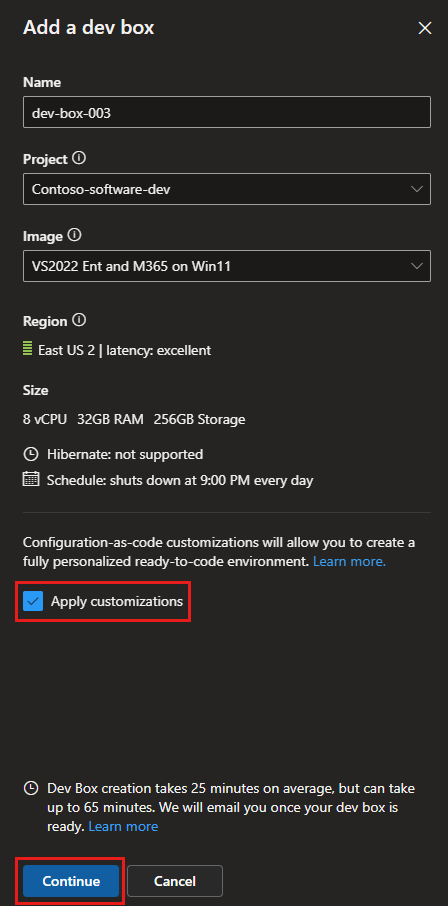 Add a dev box
Name
dev-box-003
Project
Contoso-software-dev
Image
VS2022 Ent and M365 on Win11
Region
East US 2 | latency: excellent
Size
8 vCPU 32GB RAM 256GB Storage
Hibernate: not supported
Schedule: shuts down at 9:00 PM every day
Configuration-as-code customizations will allow you to create a
fully personalized ready-to-code environment. Learn more.
Apply customizations
Dev Box creation takes 25 minutes on average, but can take
up to 65 minutes. We will email you once your dev box is
ready. Learn more
Continue Cancel